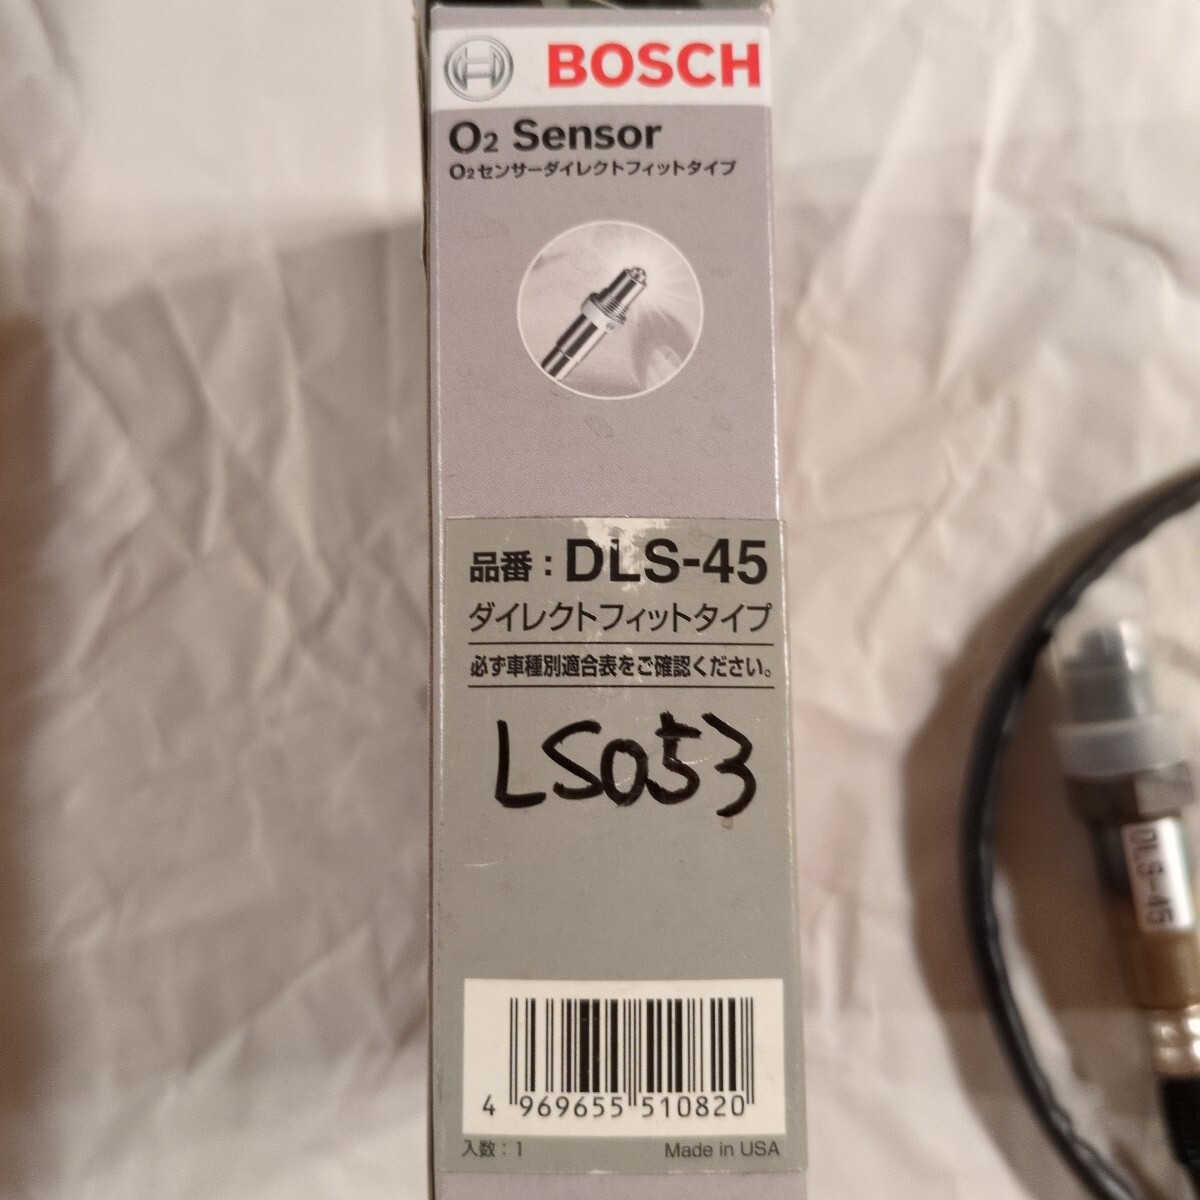 BOSCH
O2 Sensor
O2センサーダイレクトフィットタイプ
品番：DLS-45
ダイレクトフィットタイプ
必ず車種別適合表をご確認ください。
LS053
4 969655 510820
入数：1 Made in USA
DLS-45